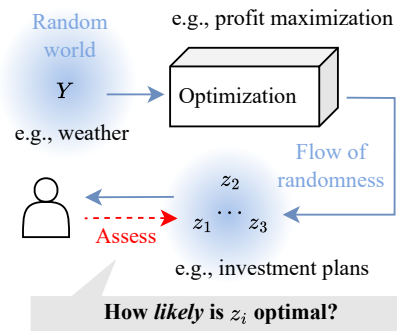 Random
world
e.g., profit maximization
Y
Optimization
e.g., weather
Flow of
randomness
z₂
z₁ ... z₃
Assess
e.g., investment plans
How likely is zᵢ optimal?